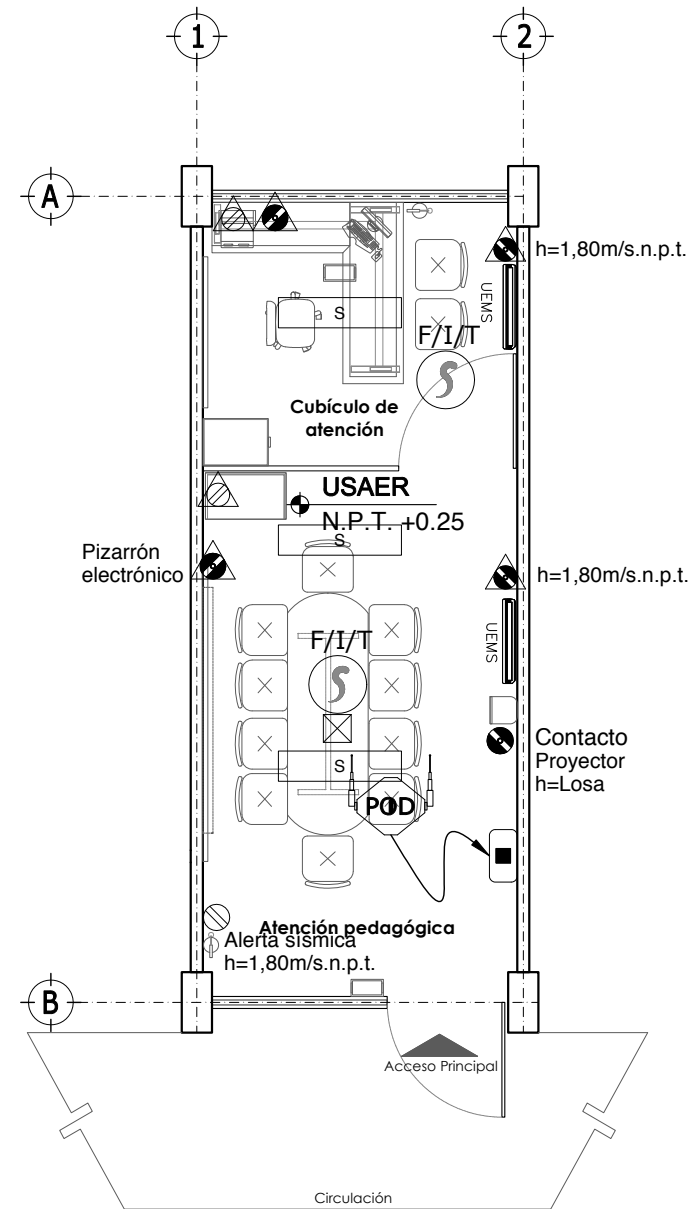 1
2
A
h=1,80m/s.n.p.t.
UEMS
S
F/I/T
Cubículo de
atención
USAER
N.P.T. +0.25
S
Pizarrón
electrónico
h=1,80m/s.n.p.t.
UEMS
F/I/T
Contacto
Proyector
h=Losa
S
POD
Atención pedagógica
Alerta sísmica
h=1,80m/s.n.p.t.
B
Acceso Principal
Circulación